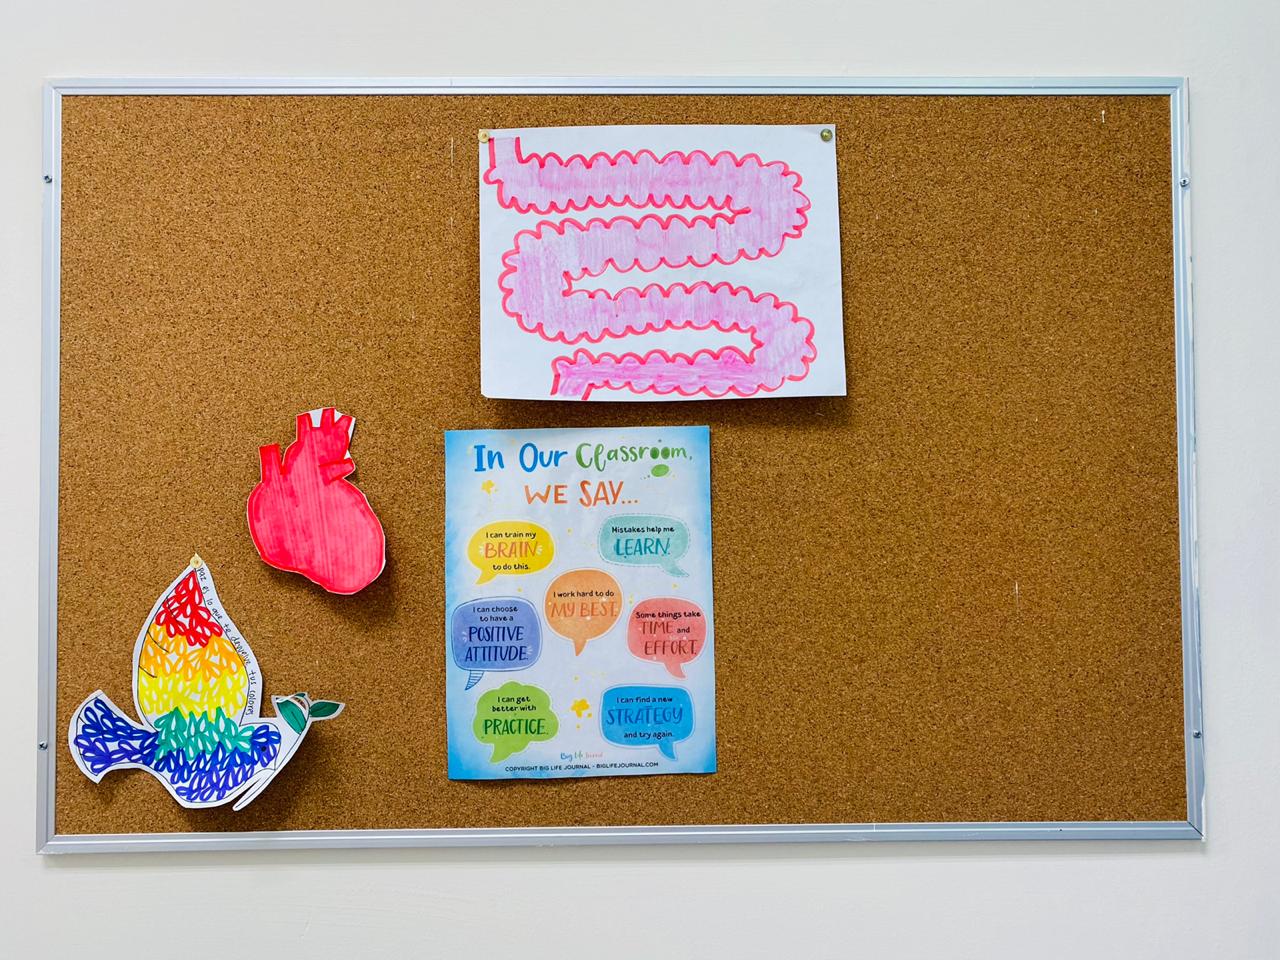 In Our Classroom,
WE SAY...
I can train my
BRAIN
to do this.
Mistakes help me
LEARN.
I work hard to do
MY BEST.
I can choose
to have a
POSITIVE
ATTITUDE.
Some things take
TIME and
EFFORT.
I can get
better with
PRACTICE.
I can find a new
STRATEGY
and try again.
Big Life Journal
COPYRIGHT BIG LIFE JOURNAL - BIGLIFEJOURNAL.COM
Paz es lo que te devuelve tus colores